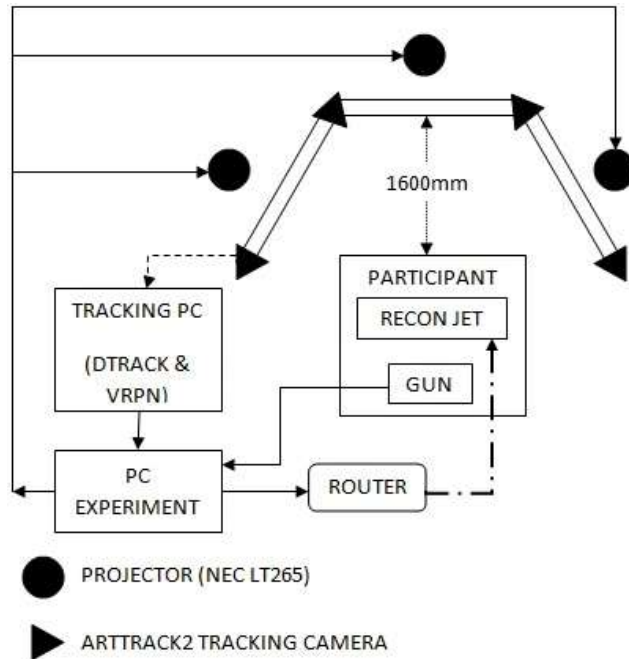 1600mm
PARTICIPANT
RECON JET
GUN
TRACKING PC
(DTRACK &
VRPN)
PC
EXPERIMENT
ROUTER
PROJECTOR (NEC LT265)
ARTTRACK2 TRACKING CAMERA